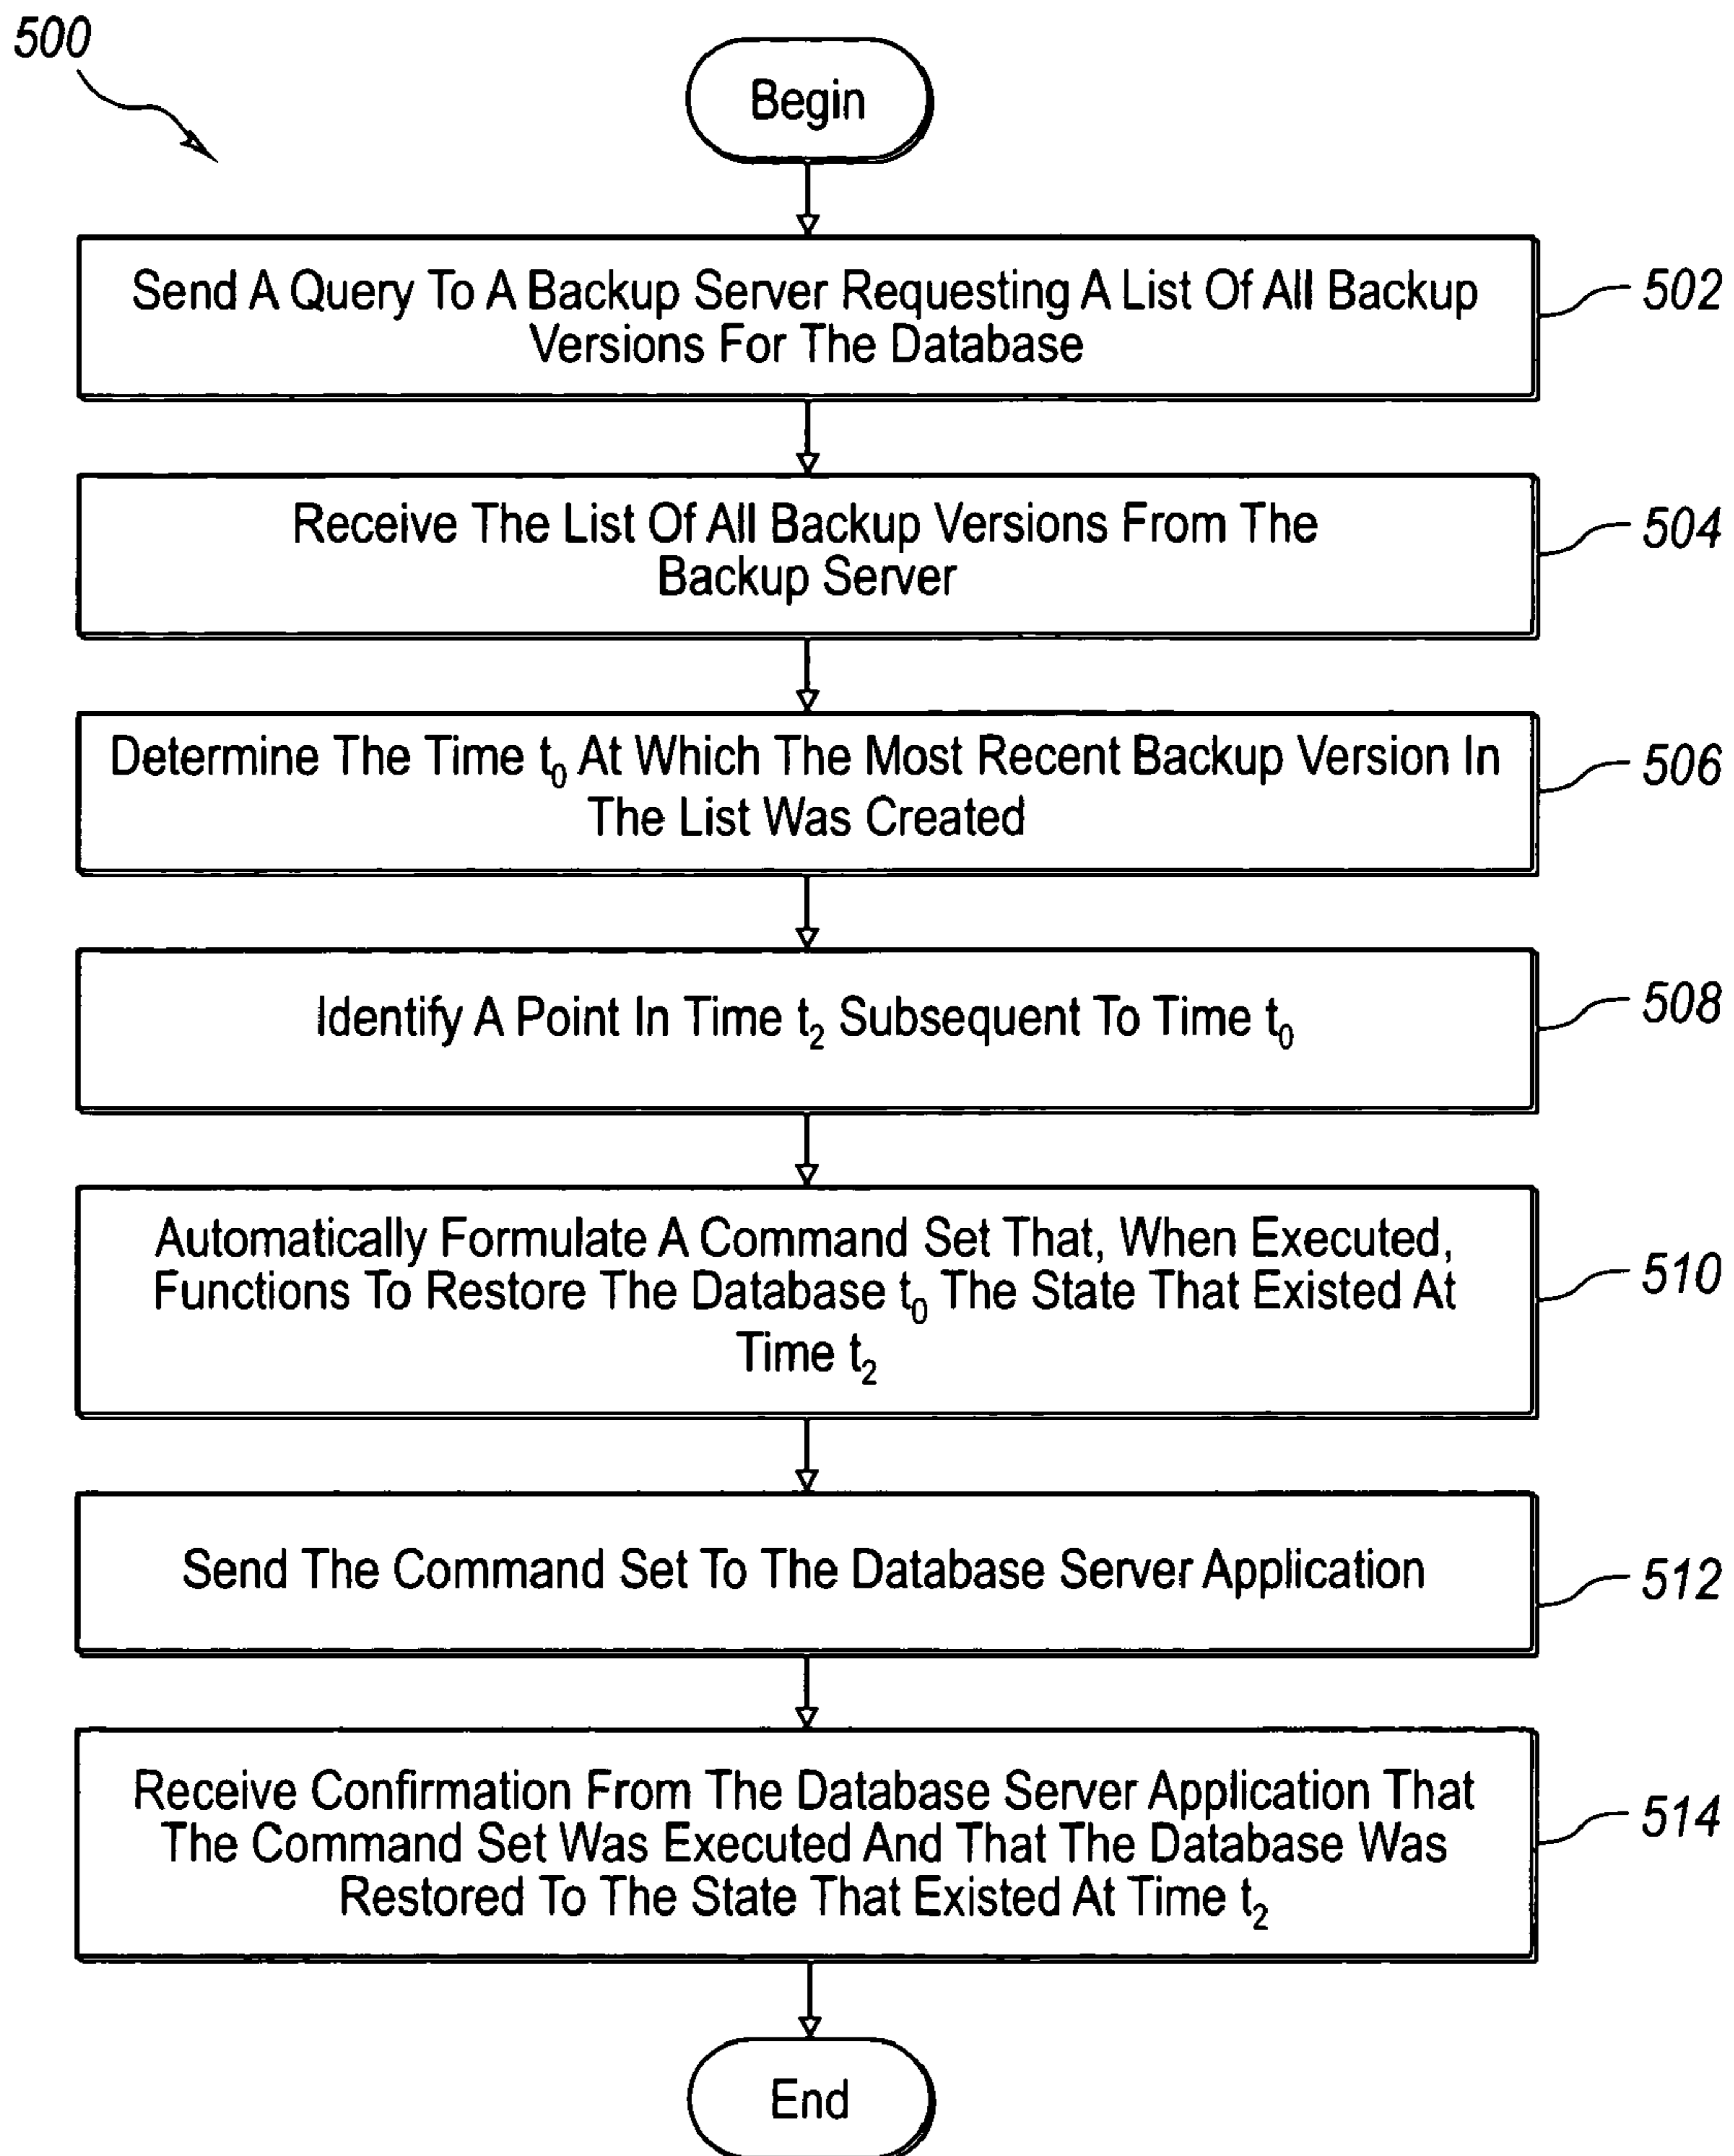 500
Begin
Send A Query To A Backup Server Requesting A List Of All Backup
Versions For The Database
502
Receive The List Of All Backup Versions From The
Backup Server
504
Determine The Time t₀ At Which The Most Recent Backup Version In
The List Was Created
506
Identify A Point In Time t₂ Subsequent To Time t₀
508
Automatically Formulate A Command Set That, When Executed,
Functions To Restore The Database t₀ The State That Existed At
Time t₂
510
Send The Command Set To The Database Server Application
512
Receive Confirmation From The Database Server Application That
The Command Set Was Executed And That The Database Was
Restored To The State That Existed At Time t₂
514
End